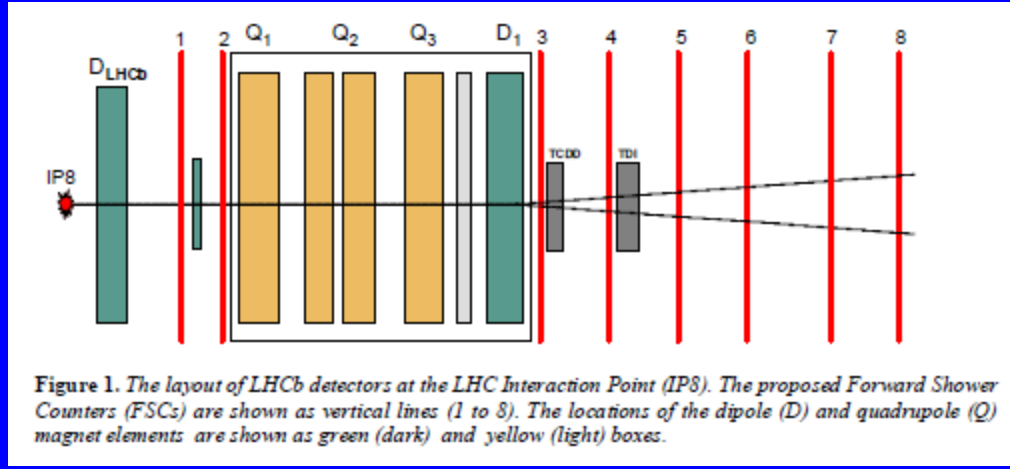 1 2 Q1 Q2 Q3 D1 3 4 5 6 7 8
DLHCb
TCDD TDI
IP8
Figure 1. The layout of LHCb detectors at the LHC Interaction Point (IP8). The proposed Forward Shower
Counters (FSCs) are shown as vertical lines (1 to 8). The locations of the dipole (D) and quadrupole (Q)
magnet elements are shown as green (dark) and yellow (light) boxes.